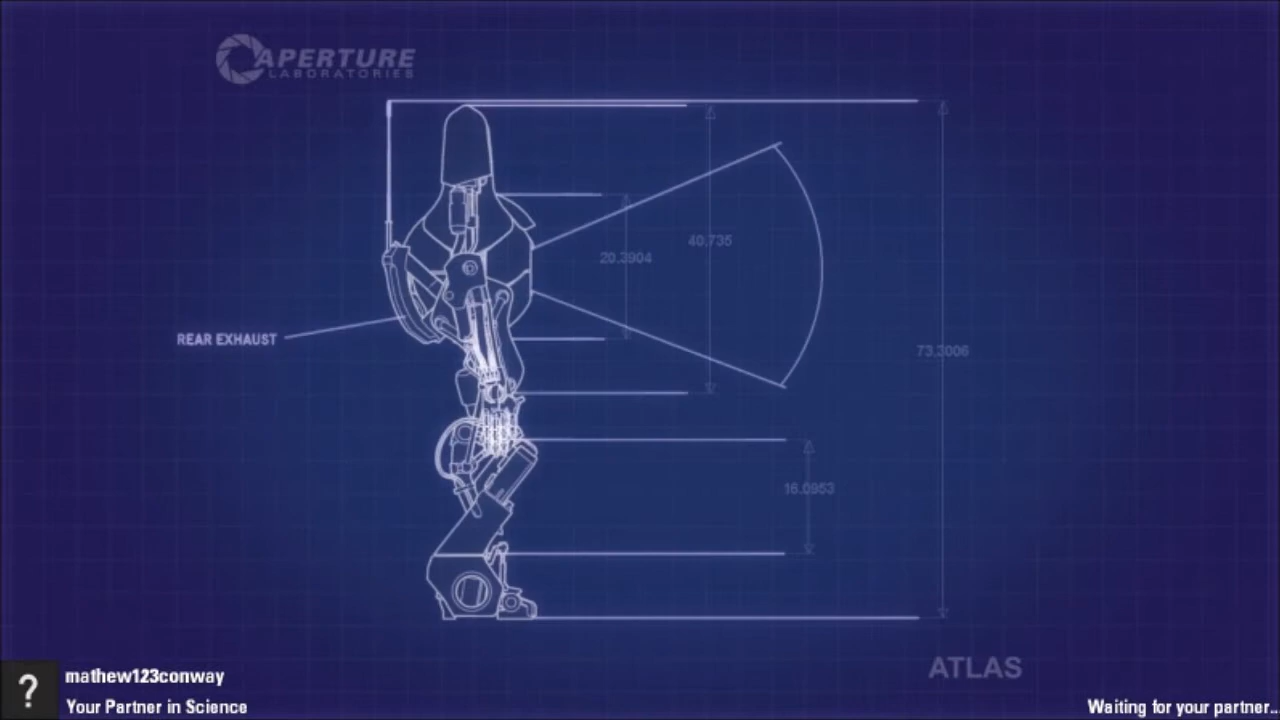 APERTURE
LABORATORIES
40.735
20.3904
REAR EXHAUST
73.3006
16.0953
ATLAS
?
mathew123conway
Your Partner in Science
Waiting for your partner..